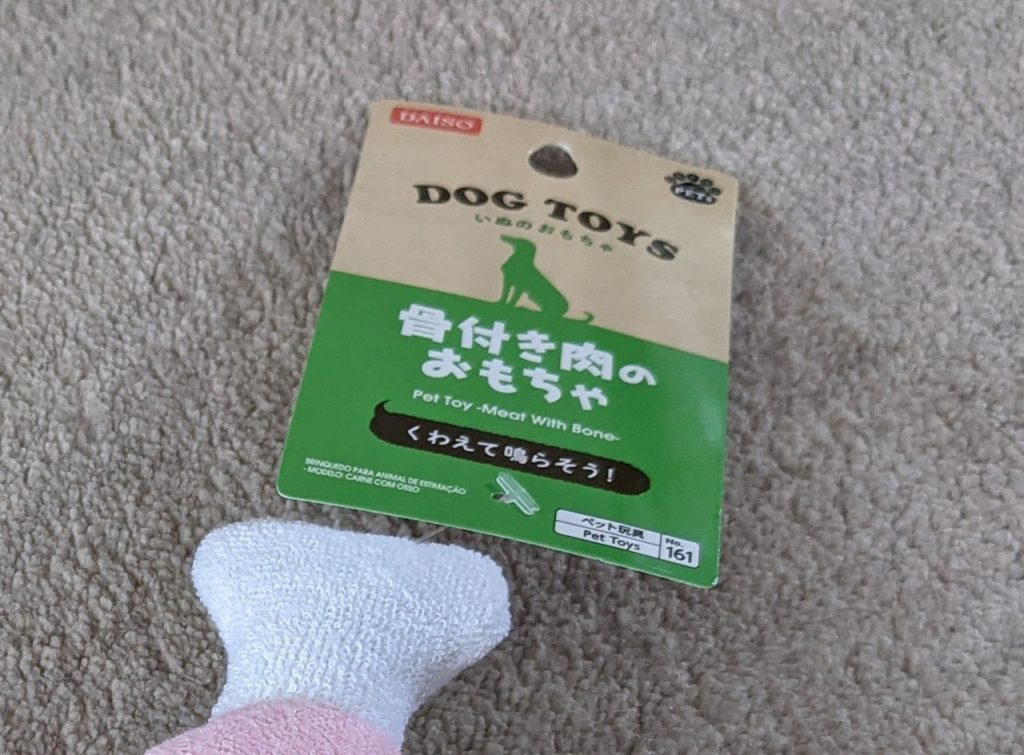 DAISO
PETS
DOG TOYS
いぬのおもちゃ
骨付き肉の
おもちゃ
Pet Toy -Meat With Bone-
くわえて鳴らそう!
BRINQUEDO PARA ANIMAL DE ESTIMAÇÃO
- MODELO: CARNE COM OSSO
ペット玩具
Pet Toys
No.
161